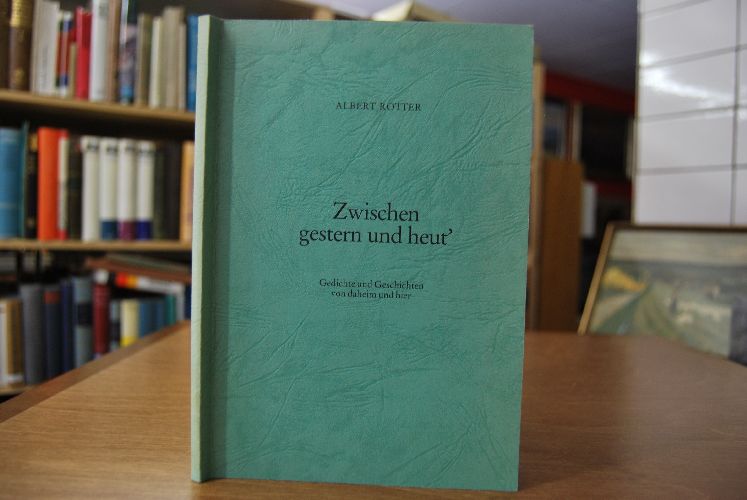 ALBERT ROTTER
Zwischen
gestern und heut’
Gedichte und Geschichten
von daheim und hier